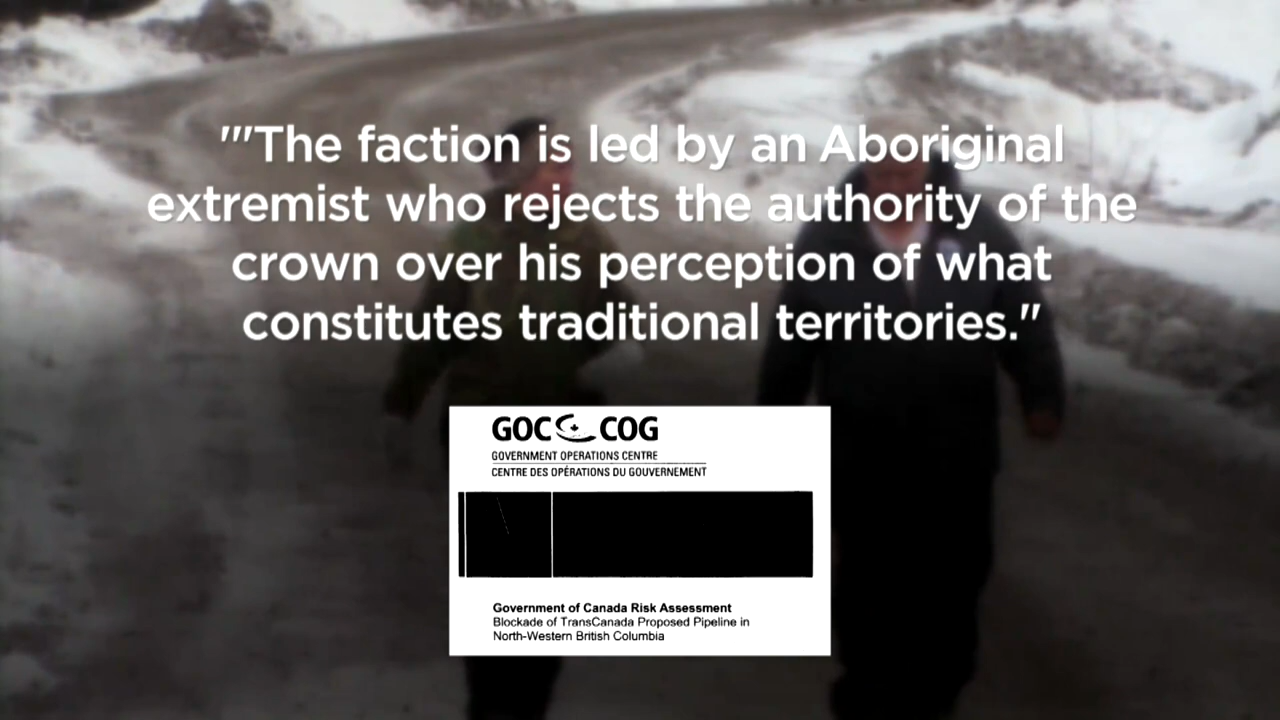 "'The faction is led by an Aboriginal
extremist who rejects the authority of the
crown over his perception of what
constitutes traditional territories."
GOC COG
GOVERNMENT OPERATIONS CENTRE
CENTRE DES OPÉRATIONS DU GOUVERNEMENT
Government of Canada Risk Assessment
Blockade of TransCanada Proposed Pipeline in
North-Western British Columbia